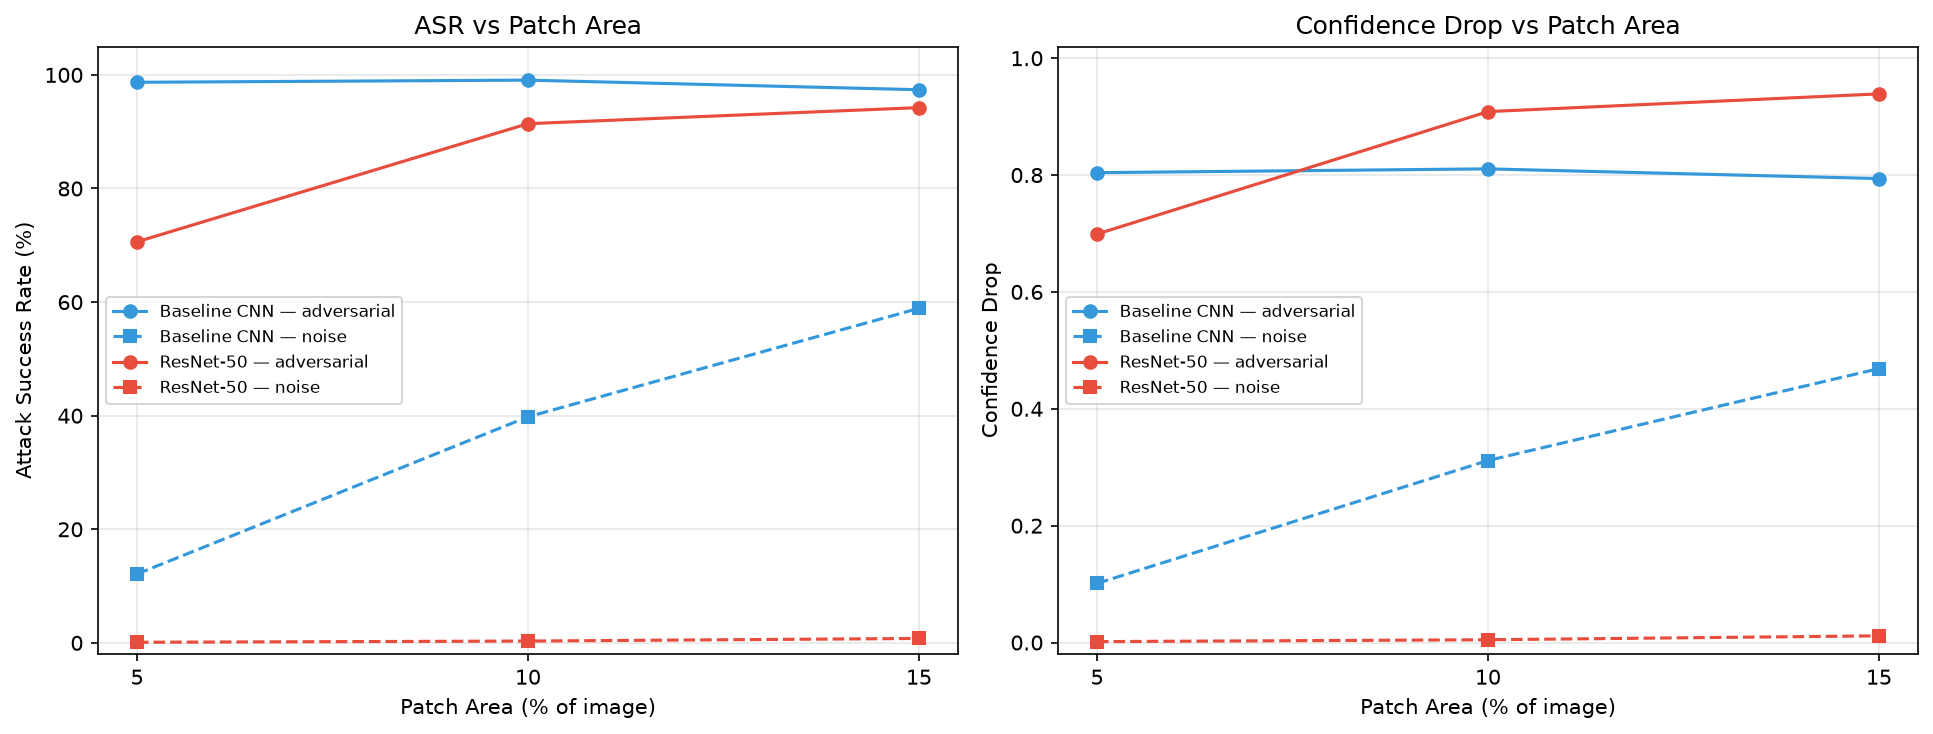 ASR vs Patch Area
Attack Success Rate (%)
100
80
60
40
20
0
Baseline CNN — adversarial
Baseline CNN — noise
ResNet-50 — adversarial
ResNet-50 — noise
5
10
15
Patch Area (% of image)
Confidence Drop vs Patch Area
Confidence Drop
1.0
0.8
0.6
0.4
0.2
0.0
Baseline CNN — adversarial
Baseline CNN — noise
ResNet-50 — adversarial
ResNet-50 — noise
5
10
15
Patch Area (% of image)